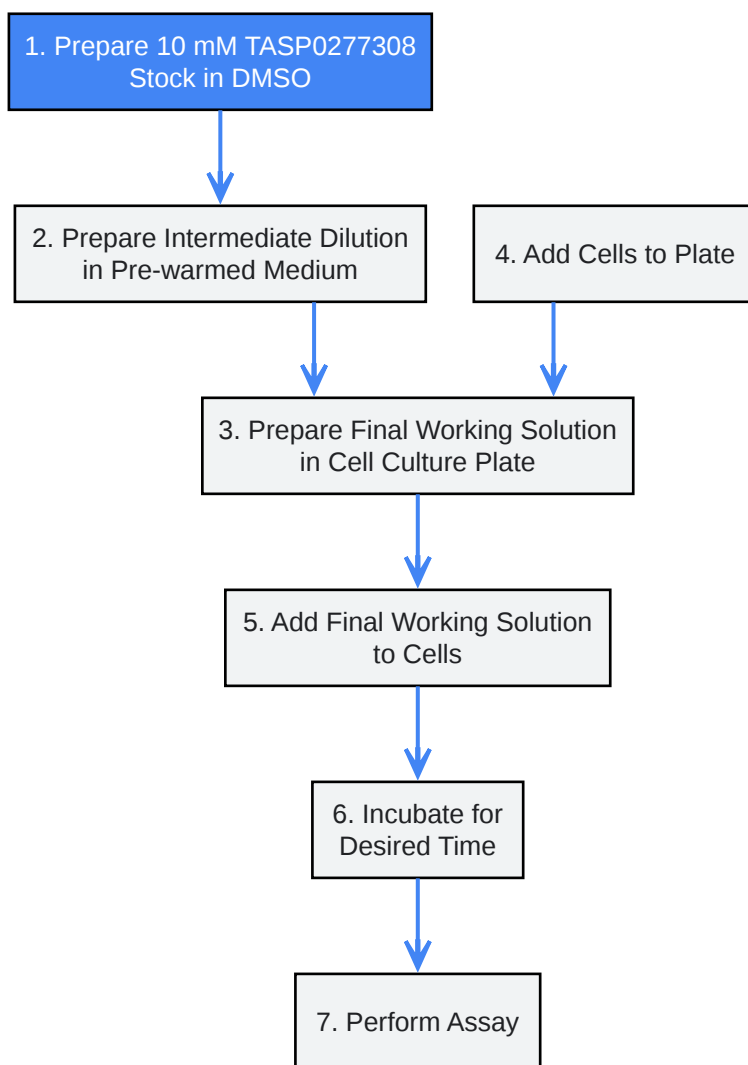 1. Prepare 10 mM TASP0277308
Stock in DMSO
2. Prepare Intermediate Dilution
in Pre-warmed Medium
4. Add Cells to Plate
3. Prepare Final Working Solution
in Cell Culture Plate
5. Add Final Working Solution
to Cells
6. Incubate for
Desired Time
7. Perform Assay